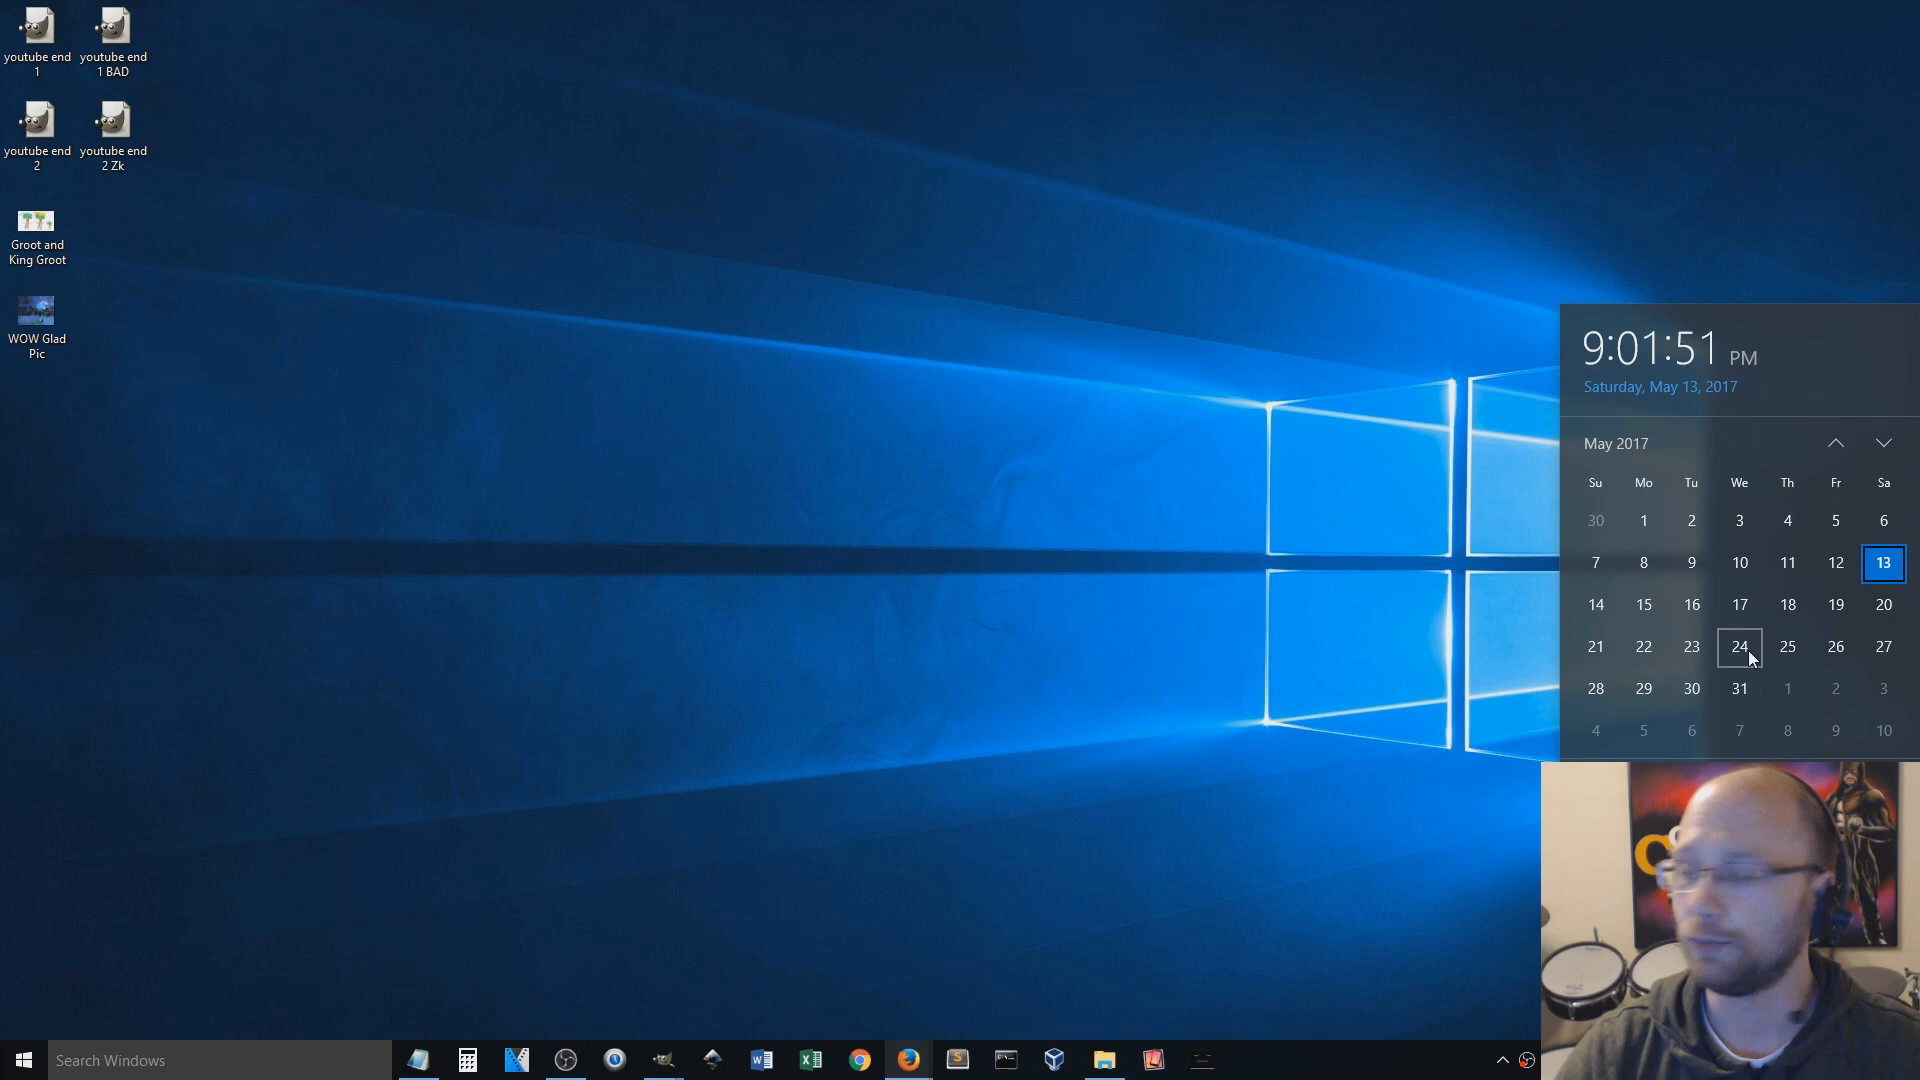 youtube end
1
youtube end
1 BAD
youtube end
2
youtube end
2 Zk
Groot and
King Groot
WOW Glad
Pic
9:01:51 PM
Saturday, May 13, 2017
May 2017
Su Mo Tu We Th Fr Sa
30 1 2 3 4 5 6
7 8 9 10 11 12 13
14 15 16 17 18 19 20
21 22 23 24 25 26 27
28 29 30 31 1 2 3
4 5 6 7 8 9 10
Search Windows